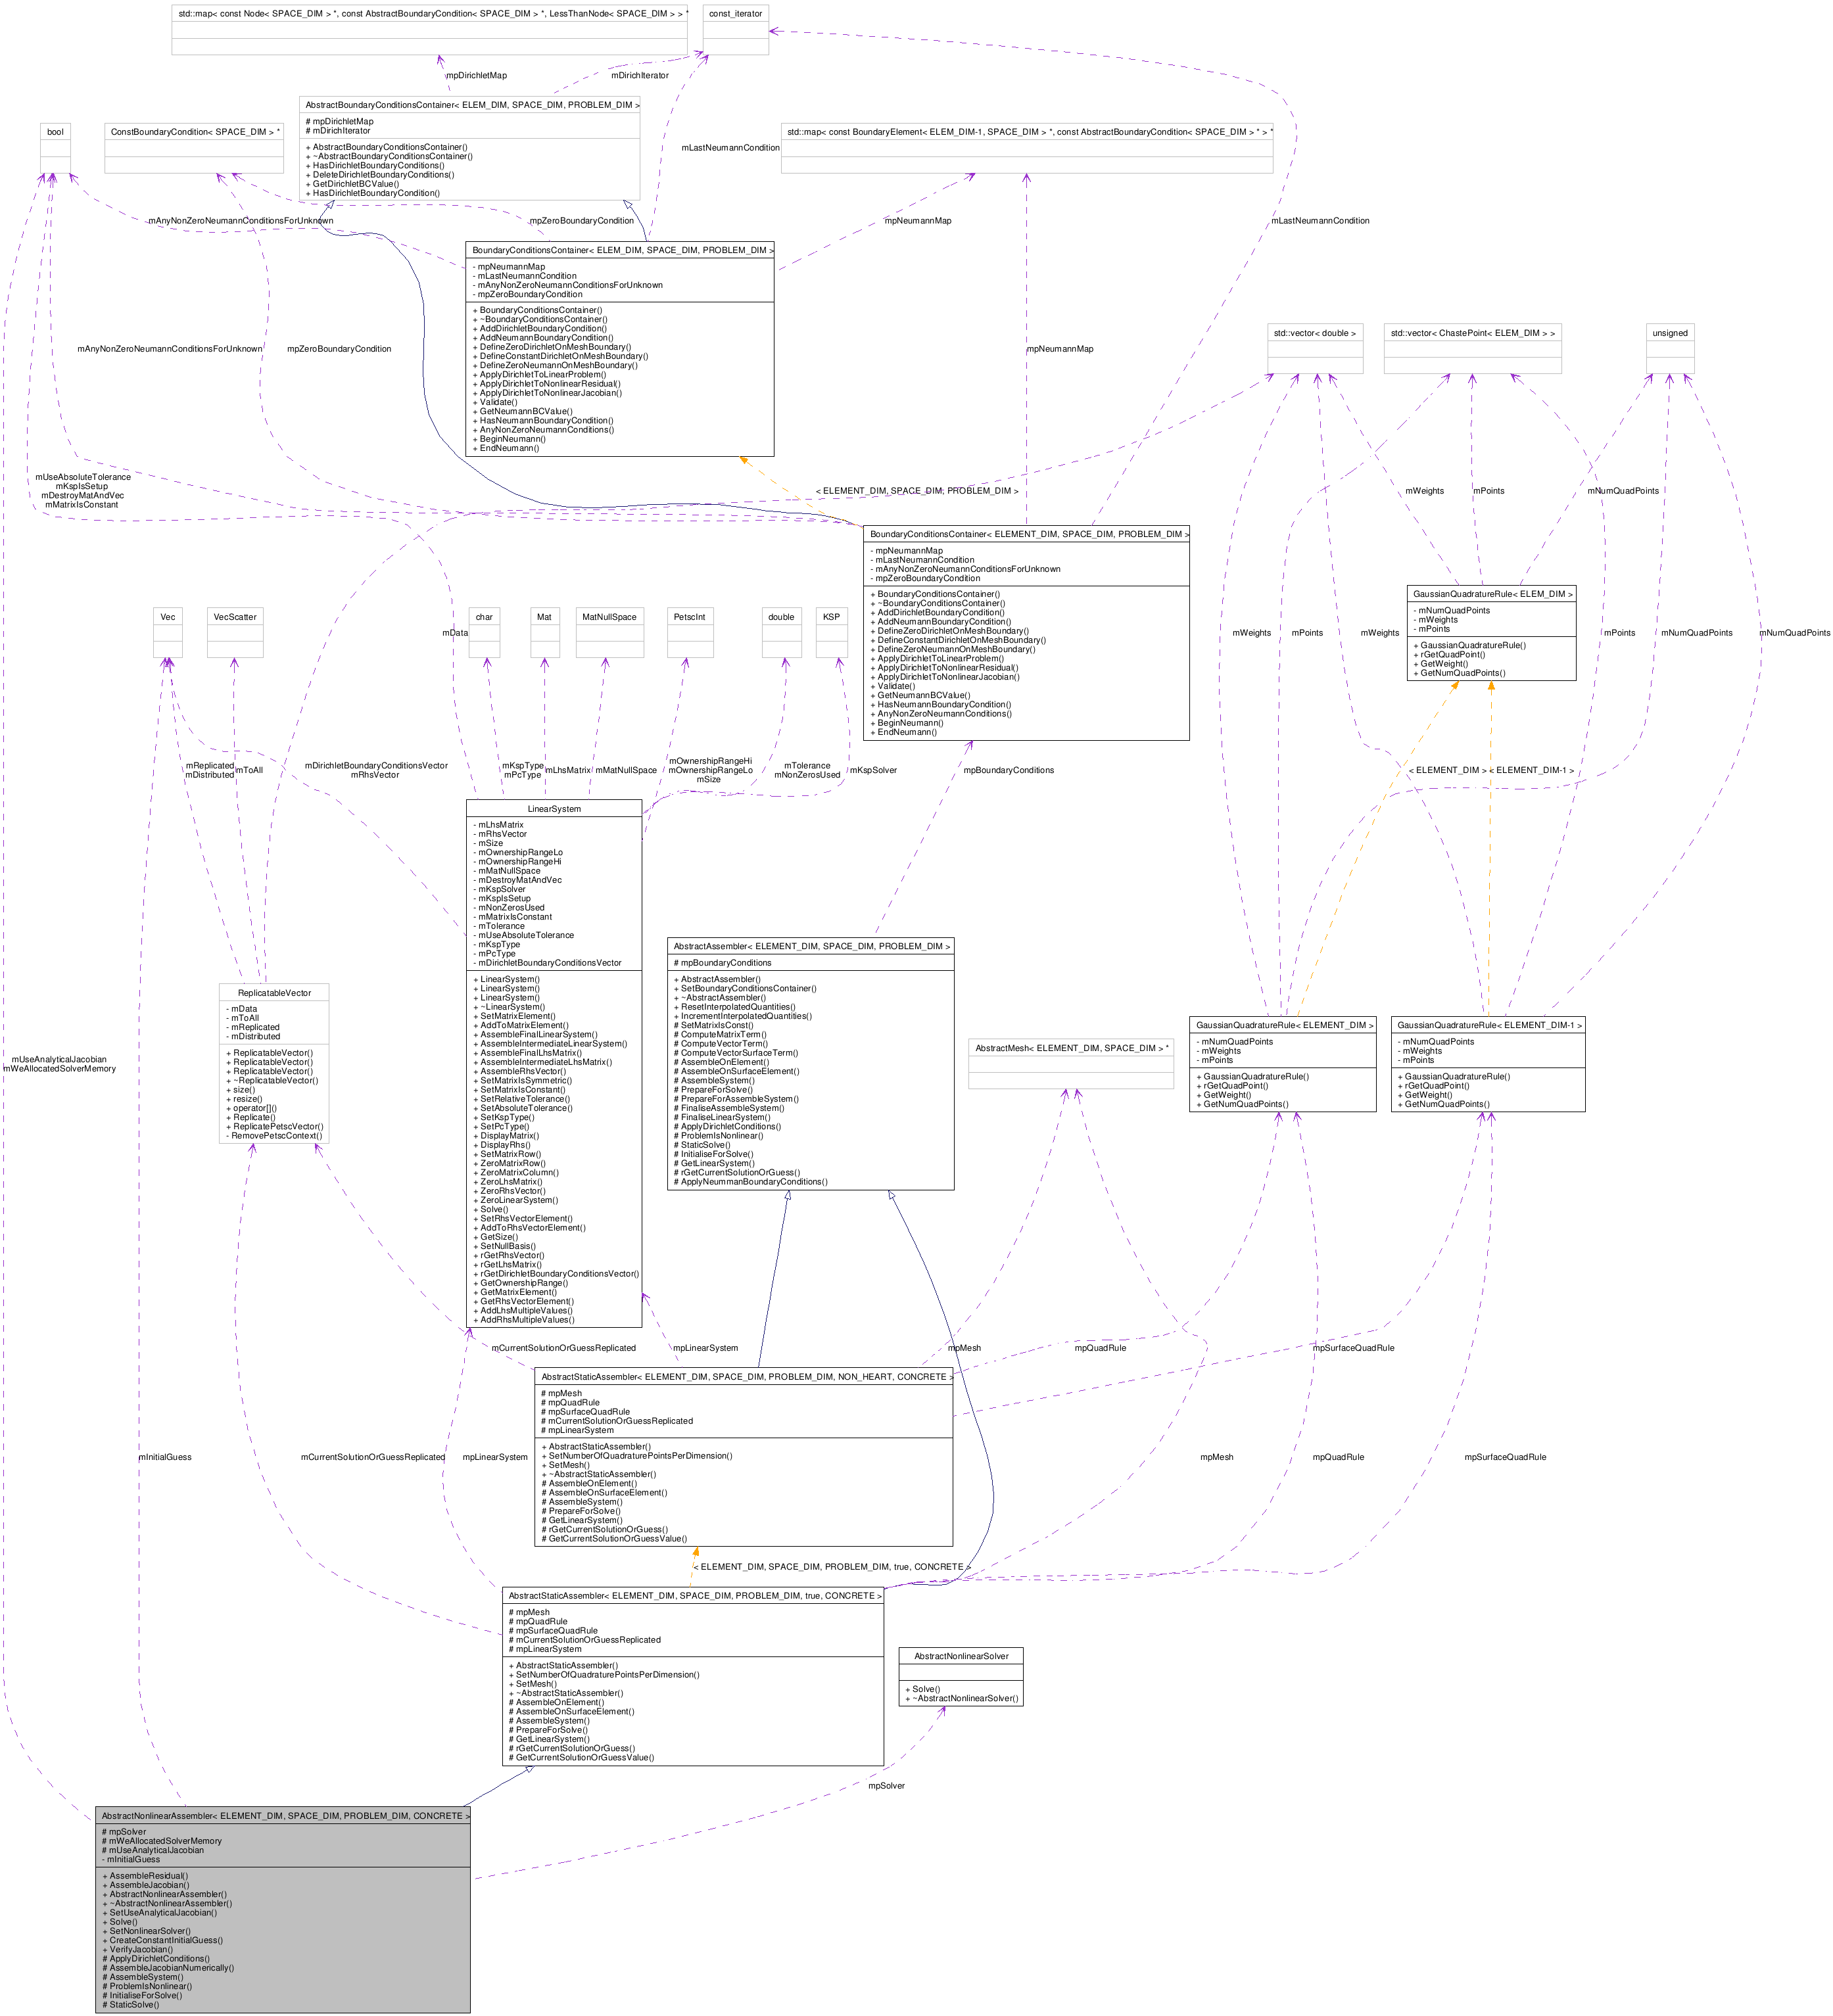 std::map< const Node< SPACE_DIM > *, const AbstractBoundaryCondition< SPACE_DIM > *, LessThanNode< SPACE_DIM > > *
const_iterator
mpDirichletMap
mDirichIterator
AbstractBoundaryConditionsContainer< ELEM_DIM, SPACE_DIM, PROBLEM_DIM >
# mpDirichletMap
# mDirichIterator
+ AbstractBoundaryConditionsContainer()
+ ~AbstractBoundaryConditionsContainer()
+ HasDirichletBoundaryConditions()
+ DeleteDirichletBoundaryConditions()
+ GetDirichletBCValue()
+ HasDirichletBoundaryCondition()
bool
ConstBoundaryCondition< SPACE_DIM > *
std::map< const BoundaryElement< ELEM_DIM-1, SPACE_DIM > *, const AbstractBoundaryCondition< SPACE_DIM > * > *
mLastNeumannCondition
mAnyNonZeroNeumannConditionsForUnknown
mpZeroBoundaryCondition
mpNeumannMap
mLastNeumannCondition
BoundaryConditionsContainer< ELEM_DIM, SPACE_DIM, PROBLEM_DIM >
- mpNeumannMap
- mLastNeumannCondition
- mAnyNonZeroNeumannConditionsForUnknown
- mpZeroBoundaryCondition
+ BoundaryConditionsContainer()
+ ~BoundaryConditionsContainer()
+ AddDirichletBoundaryCondition()
+ AddNeumannBoundaryCondition()
+ DefineZeroDirichletOnMeshBoundary()
+ DefineConstantDirichletOnMeshBoundary()
+ DefineZeroNeumannOnMeshBoundary()
+ ApplyDirichletToLinearProblem()
+ ApplyDirichletToNonlinearResidual()
+ ApplyDirichletToNonlinearJacobian()
+ Validate()
+ GetNeumannBCValue()
+ HasNeumannBoundaryCondition()
+ AnyNonZeroNeumannConditions()
+ BeginNeumann()
+ EndNeumann()
mAnyNonZeroNeumannConditionsForUnknown
mpZeroBoundaryCondition
mpNeumannMap
std::vector< double >
std::vector< ChastePoint< ELEM_DIM > >
unsigned
mUseAbsoluteTolerance
mKspIsSetup
mDestroyMatAndVec
mMatrixIsConstant
< ELEMENT_DIM, SPACE_DIM, PROBLEM_DIM >
mWeights
mPoints
mNumQuadPoints
BoundaryConditionsContainer< ELEMENT_DIM, SPACE_DIM, PROBLEM_DIM >
- mpNeumannMap
- mLastNeumannCondition
- mAnyNonZeroNeumannConditionsForUnknown
- mpZeroBoundaryCondition
+ BoundaryConditionsContainer()
+ ~BoundaryConditionsContainer()
+ AddDirichletBoundaryCondition()
+ AddNeumannBoundaryCondition()
+ DefineZeroDirichletOnMeshBoundary()
+ DefineConstantDirichletOnMeshBoundary()
+ DefineZeroNeumannOnMeshBoundary()
+ ApplyDirichletToLinearProblem()
+ ApplyDirichletToNonlinearResidual()
+ ApplyDirichletToNonlinearJacobian()
+ Validate()
+ GetNeumannBCValue()
+ HasNeumannBoundaryCondition()
+ AnyNonZeroNeumannConditions()
+ BeginNeumann()
+ EndNeumann()
GaussianQuadratureRule< ELEM_DIM >
- mNumQuadPoints
- mWeights
- mPoints
+ GaussianQuadratureRule()
+ rGetQuadPoint()
+ GetWeight()
+ GetNumQuadPoints()
Vec
VecScatter
mData
char
Mat
MatNullSpace
PetscInt
double
KSP
mWeights
mPoints
mWeights
mPoints
mNumQuadPoints
mNumQuadPoints
mReplicated
mDistributed
mToAll
mDirichletBoundaryConditionsVector
mRhsVector
mKspType
mPcType
mLhsMatrix
mMatNullSpace
mOwnershipRangeHi
mOwnershipRangeLo
mSize
mTolerance
mNonZerosUsed
mKspSolver
mpBoundaryConditions
< ELEMENT_DIM >
< ELEMENT_DIM-1 >
LinearSystem
- mLhsMatrix
- mRhsVector
- mSize
- mOwnershipRangeLo
- mOwnershipRangeHi
- mMatNullSpace
- mDestroyMatAndVec
- mKspSolver
- mKspIsSetup
- mNonZerosUsed
- mMatrixIsConstant
- mTolerance
- mUseAbsoluteTolerance
- mKspType
- mPcType
- mDirichletBoundaryConditionsVector
+ LinearSystem()
+ LinearSystem()
+ LinearSystem()
+ ~LinearSystem()
+ SetMatrixElement()
+ AddToMatrixElement()
+ AssembleFinalLinearSystem()
+ AssembleIntermediateLinearSystem()
+ AssembleFinalLhsMatrix()
+ AssembleIntermediateLhsMatrix()
+ AssembleRhsVector()
+ SetMatrixIsSymmetric()
+ SetMatrixIsConstant()
+ SetRelativeTolerance()
+ SetAbsoluteTolerance()
+ SetKspType()
+ SetPcType()
+ DisplayMatrix()
+ DisplayRhs()
+ SetMatrixRow()
+ ZeroMatrixRow()
+ ZeroMatrixColumn()
+ ZeroLhsMatrix()
+ ZeroRhsVector()
+ ZeroLinearSystem()
+ Solve()
+ SetRhsVectorElement()
+ AddToRhsVectorElement()
+ GetSize()
+ SetNullBasis()
+ rGetRhsVector()
+ rGetLhsMatrix()
+ rGetDirichletBoundaryConditionsVector()
+ GetOwnershipRange()
+ GetMatrixElement()
+ GetRhsVectorElement()
+ AddLhsMultipleValues()
+ AddRhsMultipleValues()
AbstractAssembler< ELEMENT_DIM, SPACE_DIM, PROBLEM_DIM >
# mpBoundaryConditions
+ AbstractAssembler()
+ SetBoundaryConditionsContainer()
+ ~AbstractAssembler()
+ ResetInterpolatedQuantities()
+ IncrementInterpolatedQuantities()
# SetMatrixIsConst()
# ComputeMatrixTerm()
# ComputeVectorTerm()
# ComputeVectorSurfaceTerm()
# AssembleOnElement()
# AssembleOnSurfaceElement()
# AssembleSystem()
# PrepareForSolve()
# PrepareForAssembleSystem()
# FinaliseAssembleSystem()
# FinaliseLinearSystem()
# ApplyDirichletConditions()
# ProblemIsNonlinear()
# StaticSolve()
# InitialiseForSolve()
# GetLinearSystem()
# rGetCurrentSolutionOrGuess()
# ApplyNeummanBoundaryConditions()
ReplicatableVector
- mData
- mToAll
- mReplicated
- mDistributed
+ ReplicatableVector()
+ ReplicatableVector()
+ ReplicatableVector()
+ ~ReplicatableVector()
+ size()
+ resize()
+ operator[]()
+ Replicate()
+ ReplicatePetscVector()
- RemovePetscContext()
AbstractMesh< ELEMENT_DIM, SPACE_DIM > *
GaussianQuadratureRule< ELEMENT_DIM >
- mNumQuadPoints
- mWeights
- mPoints
+ GaussianQuadratureRule()
+ rGetQuadPoint()
+ GetWeight()
+ GetNumQuadPoints()
GaussianQuadratureRule< ELEMENT_DIM-1 >
- mNumQuadPoints
- mWeights
- mPoints
+ GaussianQuadratureRule()
+ rGetQuadPoint()
+ GetWeight()
+ GetNumQuadPoints()
mUseAnalyticalJacobian
mWeAllocatedSolverMemory
mCurrentSolutionOrGuessReplicated
mpLinearSystem
mpMesh
mpQuadRule
mpSurfaceQuadRule
AbstractStaticAssembler< ELEMENT_DIM, SPACE_DIM, PROBLEM_DIM, NON_HEART, CONCRETE >
# mpMesh
# mpQuadRule
# mpSurfaceQuadRule
# mCurrentSolutionOrGuessReplicated
# mpLinearSystem
+ AbstractStaticAssembler()
+ SetNumberOfQuadraturePointsPerDimension()
+ SetMesh()
+ ~AbstractStaticAssembler()
# AssembleOnElement()
# AssembleOnSurfaceElement()
# AssembleSystem()
# PrepareForSolve()
# GetLinearSystem()
# rGetCurrentSolutionOrGuess()
# GetCurrentSolutionOrGuessValue()
mInitialGuess
mCurrentSolutionOrGuessReplicated
mpLinearSystem
mpMesh
mpQuadRule
mpSurfaceQuadRule
< ELEMENT_DIM, SPACE_DIM, PROBLEM_DIM, true, CONCRETE >
AbstractStaticAssembler< ELEMENT_DIM, SPACE_DIM, PROBLEM_DIM, true, CONCRETE >
# mpMesh
# mpQuadRule
# mpSurfaceQuadRule
# mCurrentSolutionOrGuessReplicated
# mpLinearSystem
+ AbstractStaticAssembler()
+ SetNumberOfQuadraturePointsPerDimension()
+ SetMesh()
+ ~AbstractStaticAssembler()
# AssembleOnElement()
# AssembleOnSurfaceElement()
# AssembleSystem()
# PrepareForSolve()
# GetLinearSystem()
# rGetCurrentSolutionOrGuess()
# GetCurrentSolutionOrGuessValue()
AbstractNonlinearSolver
+ Solve()
+ ~AbstractNonlinearSolver()
mpSolver
AbstractNonlinearAssembler< ELEMENT_DIM, SPACE_DIM, PROBLEM_DIM, CONCRETE >
# mpSolver
# mWeAllocatedSolverMemory
# mUseAnalyticalJacobian
- mInitialGuess
+ AssembleResidual()
+ AssembleJacobian()
+ AbstractNonlinearAssembler()
+ ~AbstractNonlinearAssembler()
+ SetUseAnalyticalJacobian()
+ Solve()
+ SetNonlinearSolver()
+ CreateConstantInitialGuess()
+ VerifyJacobian()
# ApplyDirichletConditions()
# AssembleJacobianNumerically()
# AssembleSystem()
# ProblemIsNonlinear()
# InitialiseForSolve()
# StaticSolve()